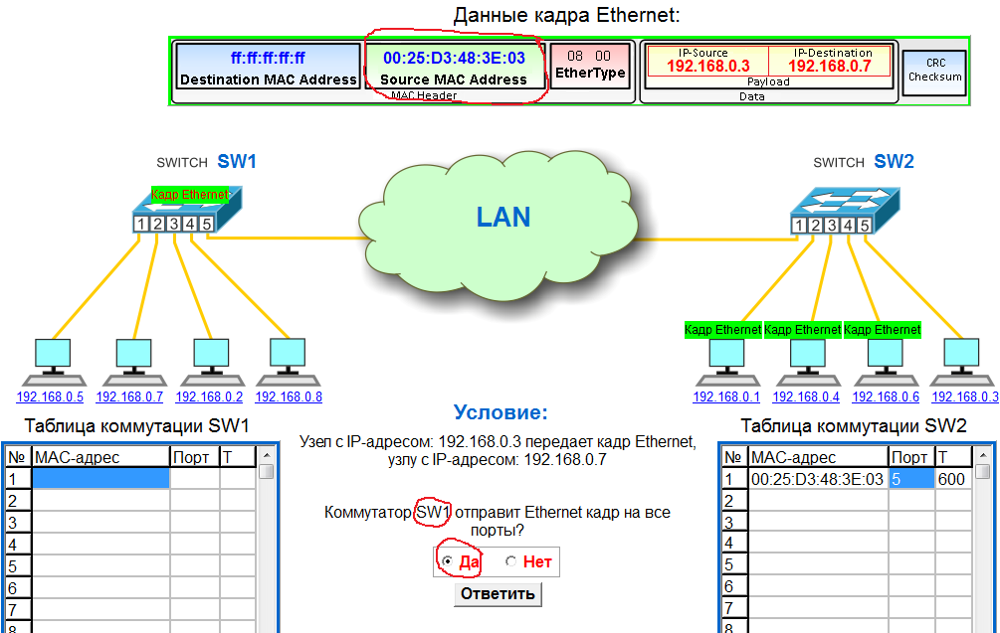 Данные кадра Ethernet:
ff:ff:ff:ff:ff
Destination MAC Address
00:25:D3:48:3E:03
Source MAC Address
08 00
EtherType
MAC Header
IP-Source
192.168.0.3
IP-Destination
192.168.0.7
Payload
Data
CRC
Checksum
SWITCH SW1
Кадр Ethernet
1 2 3 4 5
LAN
SWITCH SW2
1 2 3 4 5
Кадр Ethernet
Кадр Ethernet
Кадр Ethernet
192.168.0.5
192.168.0.7
192.168.0.2
192.168.0.8
192.168.0.1
192.168.0.4
192.168.0.6
192.168.0.3
Таблица коммутации SW1
№ MAC-адрес Порт T
1
2
3
4
5
6
7
8
Условие:
Узел с IP-адресом: 192.168.0.3 передает кадр Ethernet,
узлу с IP-адресом: 192.168.0.7
Коммутатор SW1 отправит Ethernet кадр на все
порты?
Да Нет
Ответить
Таблица коммутации SW2
№ MAC-адрес Порт T
1 00:25:D3:48:3E:03 5 600
2
3
4
5
6
7
8